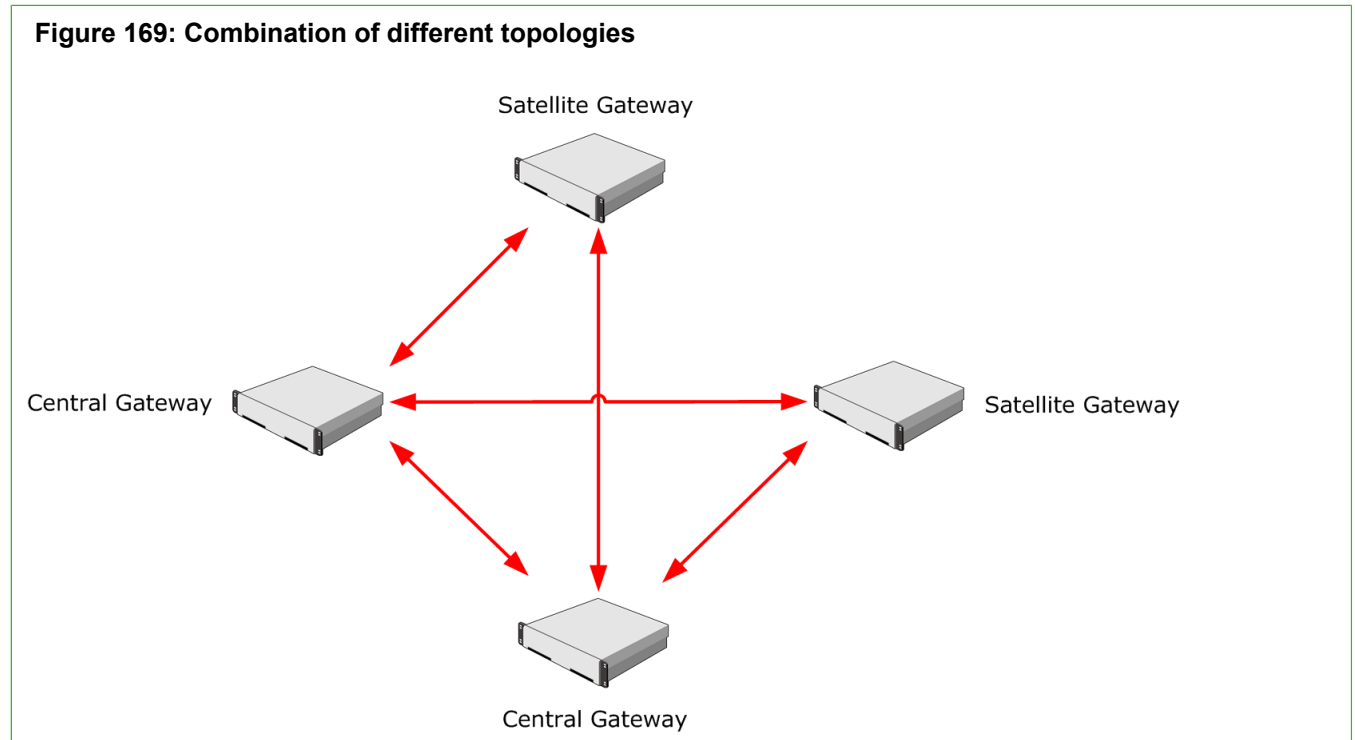 Figure 169: Combination of different topologies
Satellite Gateway
Central Gateway
Satellite Gateway
Central Gateway